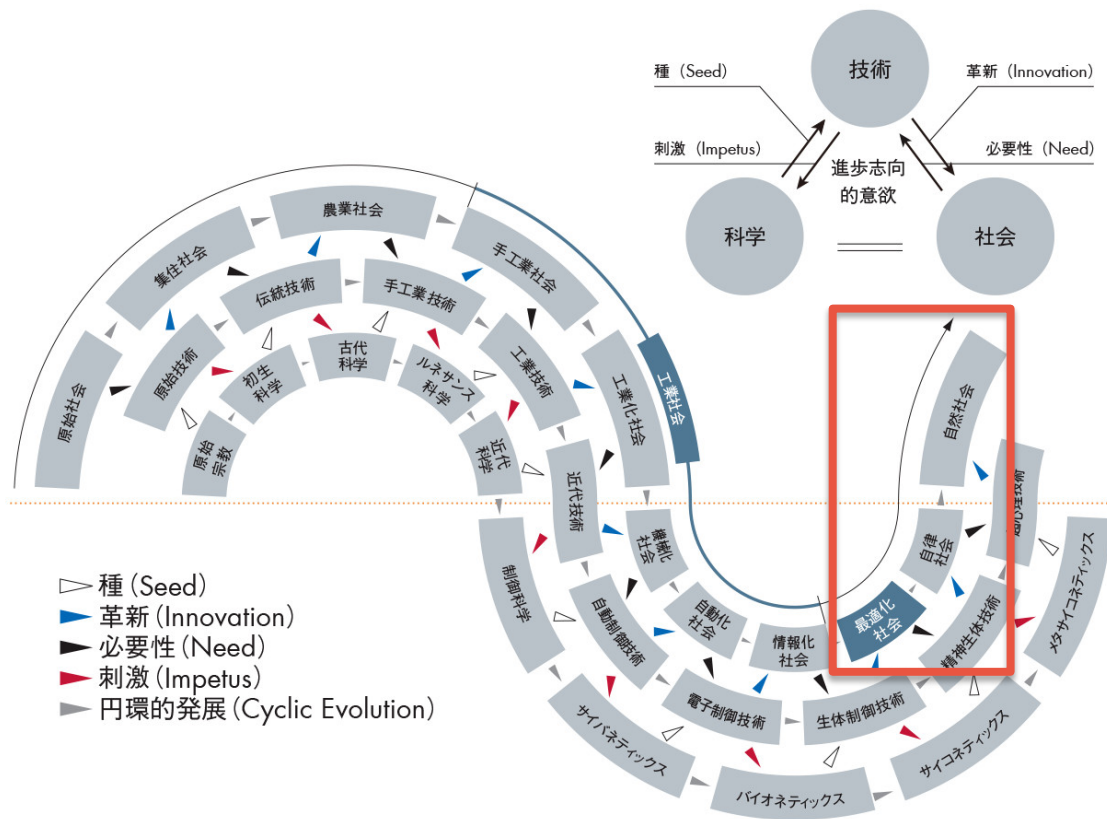 技術
種（Seed）
革新（Innovation）
刺激（Impetus）
必要性（Need）
進歩志向
的意欲
科学
社会
原始社会
集住社会
農業社会
手工業社会
工業化社会
工業社会
原始技術
伝統技術
手工業技術
工業技術
近代技術
原始
宗教
初生
科学
古代
科学
ルネサンス
科学
近代
科学
制御科学
サイバネティックス
バイオネティックス
サイコネティックス
メタサイコネティックス
自動制御技術
電子制御技術
生体制御技術
精神生体技術
機械化
社会
自動化
社会
情報化
社会
最適化
社会
自律
社会
自然社会
種（Seed）
革新（Innovation）
必要性（Need）
刺激（Impetus）
円環的発展（Cyclic Evolution）